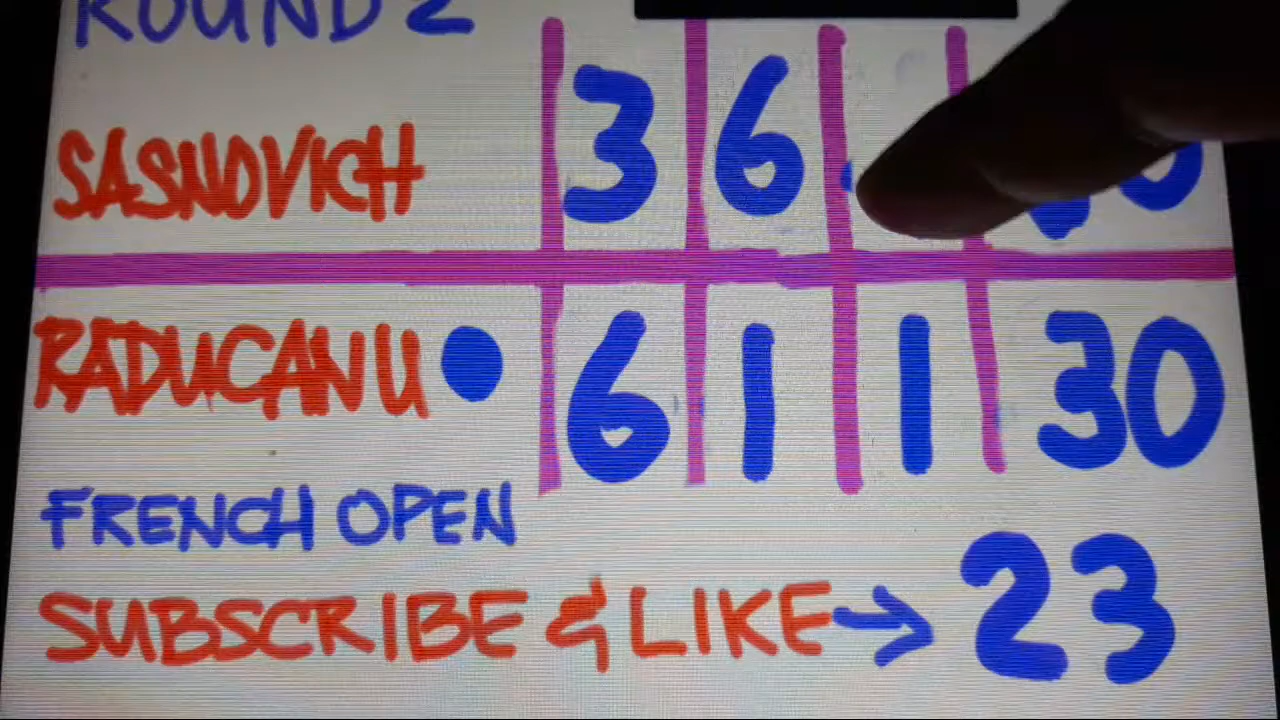 ROUND 2
SASNOVICH 3 6
RADUCANU 6 1 1 30
FRENCH OPEN
SUBSCRIBE & LIKE → 23